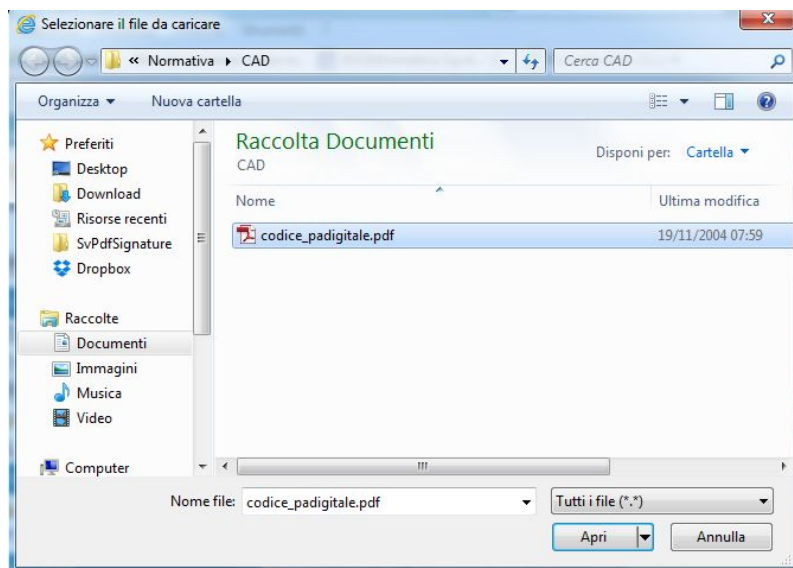 Selezionare il file da caricare
« Normativa CAD
Cerca CAD
Organizza
Nuova cartella
Preferiti
Desktop
Download
Risorse recenti
SvPdfSignature
Dropbox
Raccolte
Documenti
Immagini
Musica
Video
Computer
Raccolta Documenti
CAD
Disponi per: Cartella
Nome
Ultima modifica
codice_padigitale.pdf
19/11/2004 07:59
Nome file: codice_padigitale.pdf
Tutti i file (*.*)
Apri
Annulla